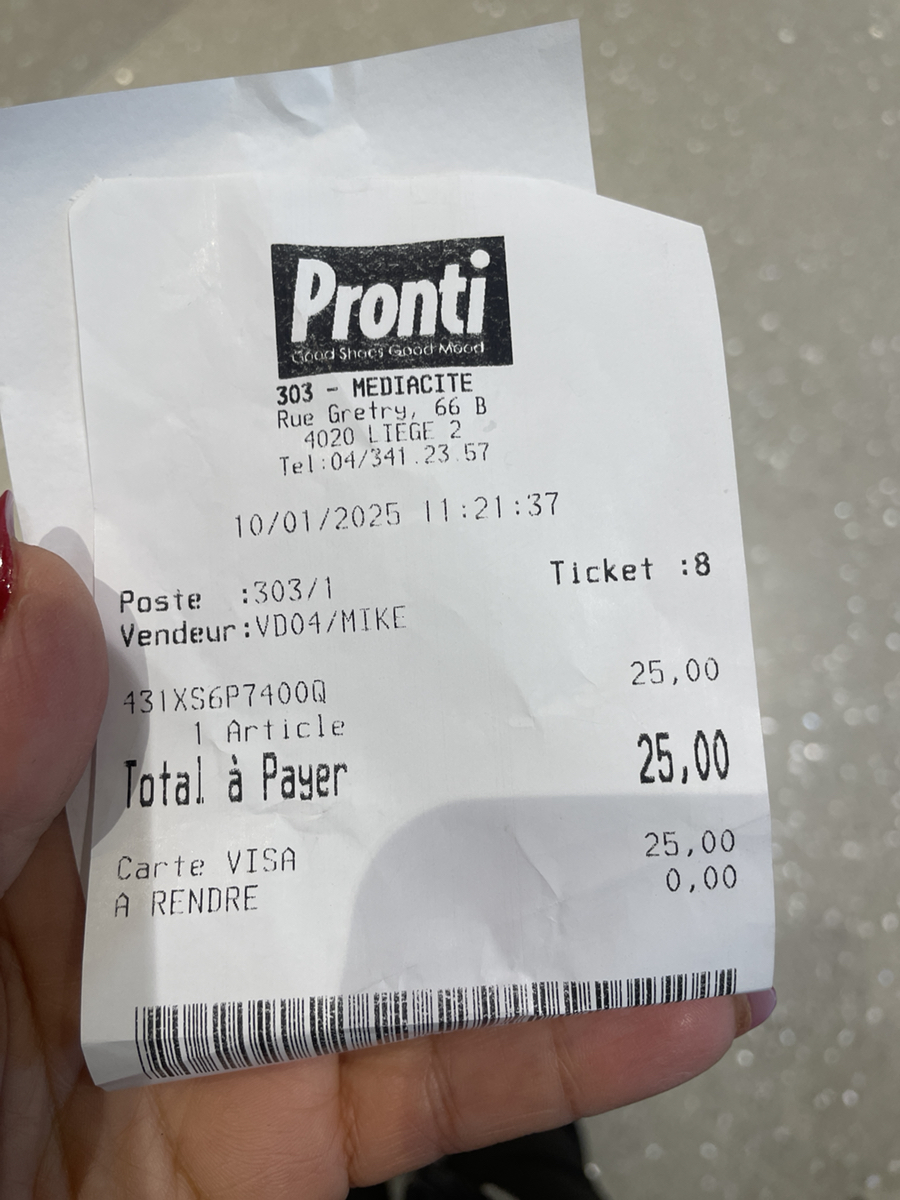 Pronti
Good Shoes Good Mood
303 - MEDIACITE
Rue Gretry, 66 B
4020 LIEGE 2
Tel:04/341.23.57
10/01/2025 11:21:37
Ticket :8
Poste :303/1
Vendeur:VD04/MIKE
431XS6P7400Q 25,00
1 Article
Total à Payer 25,00
Carte VISA 25,00
A RENDRE 0,00